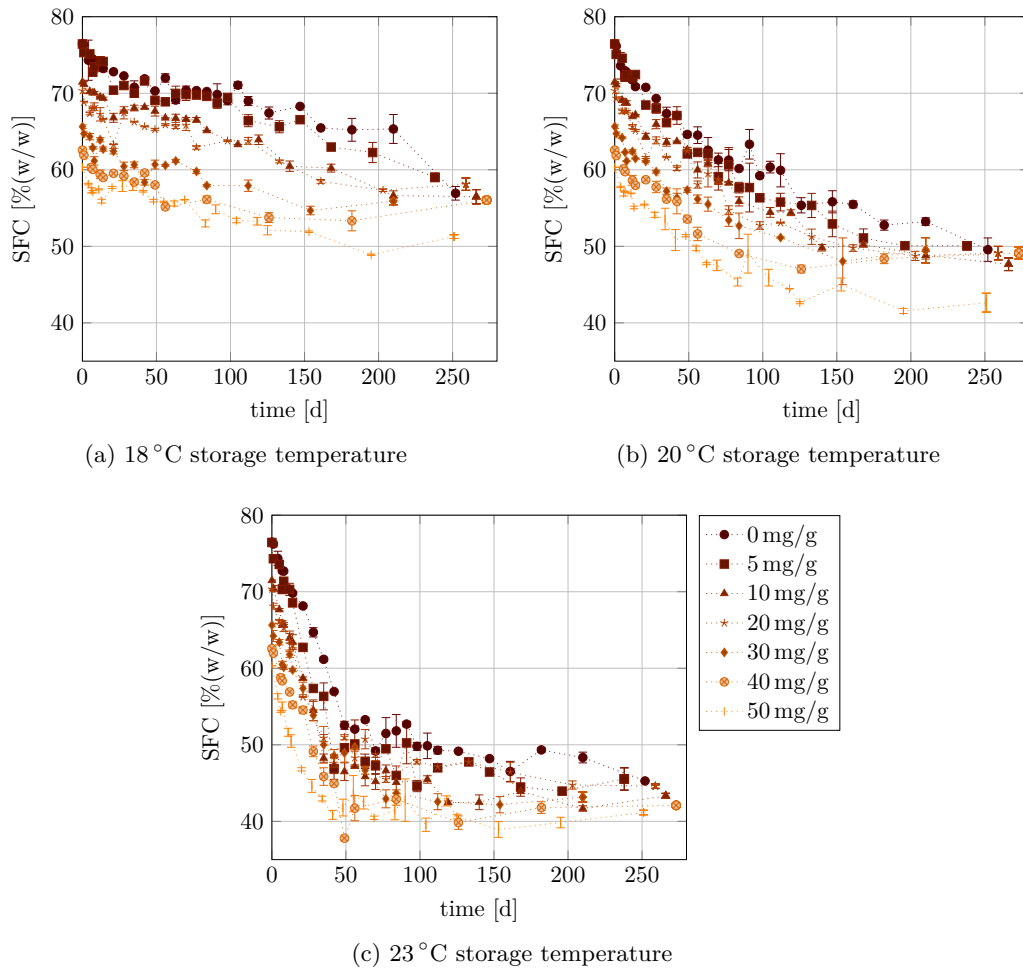 80
70
60
50
40
0
50
100
150
200
250
SFC [%(w/w)]
time [d]
(a) 18 °C storage temperature
80
70
60
50
40
0
50
100
150
200
250
SFC [%(w/w)]
time [d]
(b) 20 °C storage temperature
80
70
60
50
40
0
50
100
150
200
250
SFC [%(w/w)]
time [d]
0 mg/g
5 mg/g
10 mg/g
20 mg/g
30 mg/g
40 mg/g
50 mg/g
(c) 23 °C storage temperature